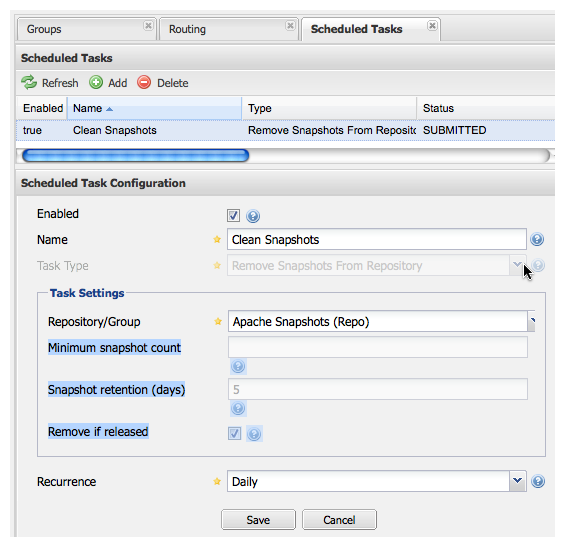 Groups Routing Scheduled Tasks
Scheduled Tasks
Refresh Add Delete
Enabled Name Type Status
true Clean Snapshots Remove Snapshots From Reposito SUBMITTED
Scheduled Task Configuration
Enabled
Name Clean Snapshots
Task Type Remove Snapshots From Repository
Task Settings
Repository/Group Apache Snapshots (Repo)
Minimum snapshot count
Snapshot retention (days) 5
Remove if released
Recurrence Daily
Save Cancel